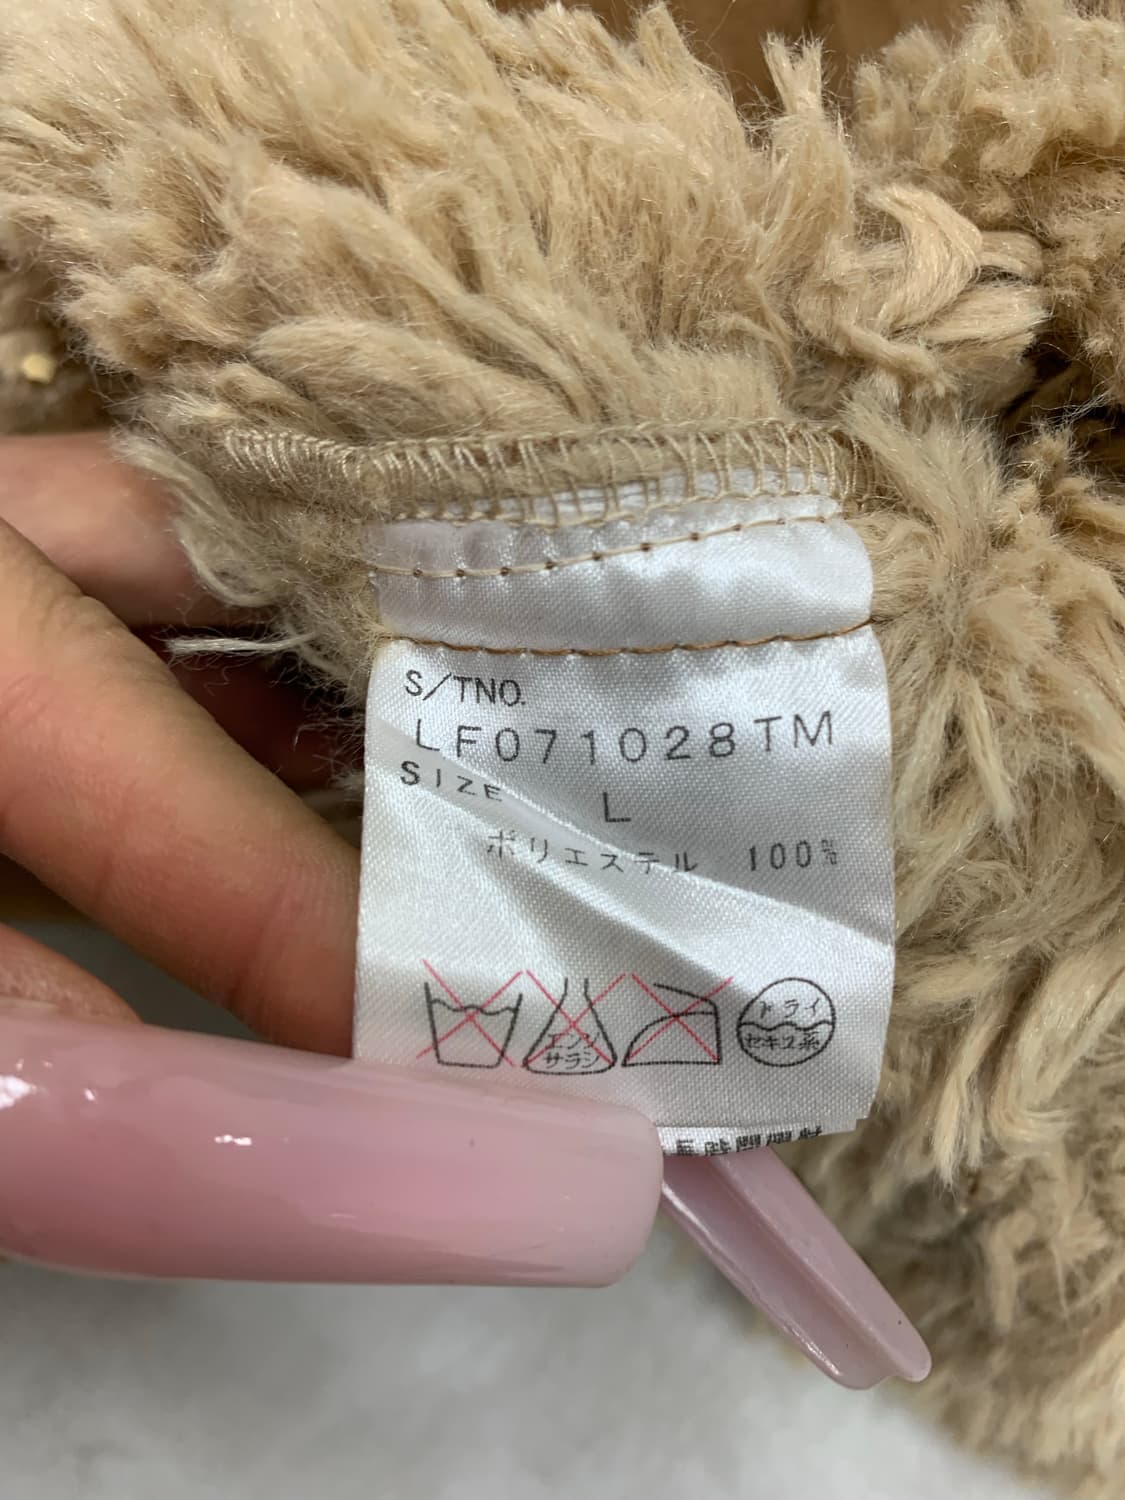 S/TNO.
LF071028TM
SIZE
L
ポリエステル 100%
エンソ
サラシ
ドライ
セキユ系